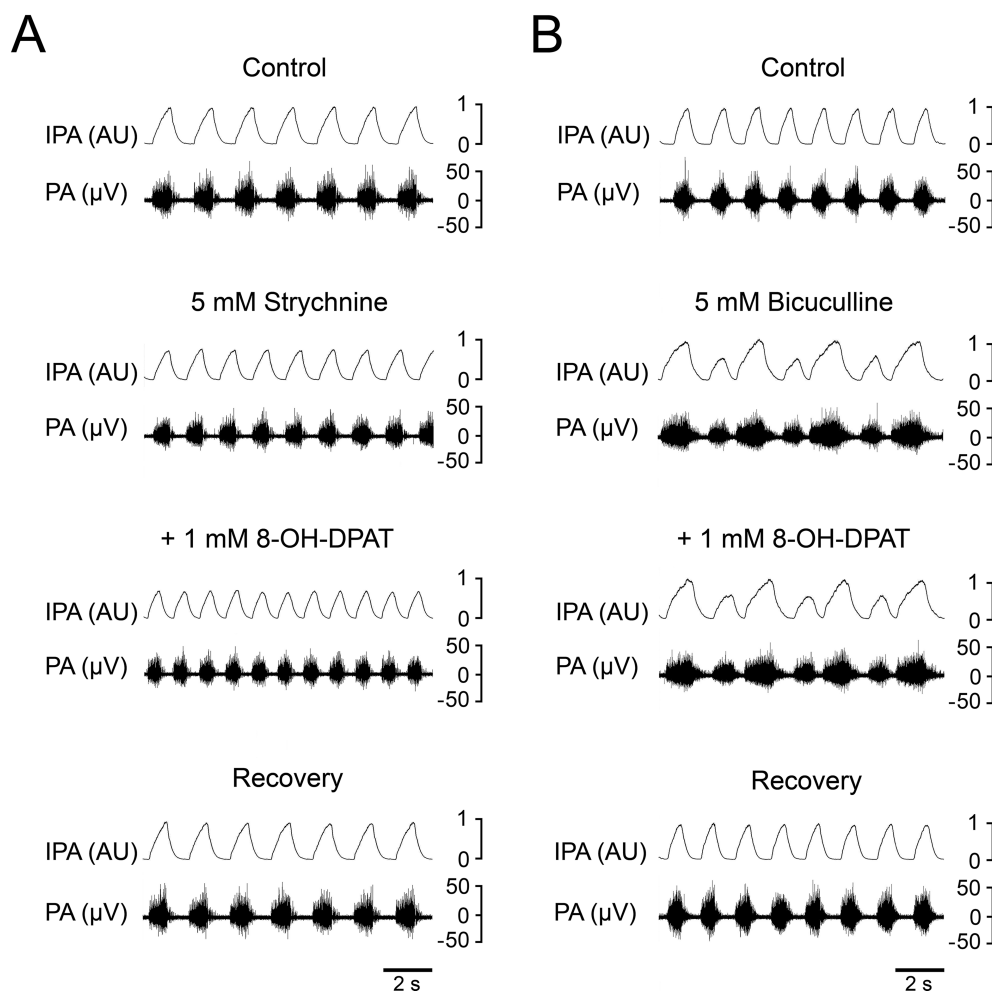 A
Control
IPA (AU)
1
0
PA (µV)
50
0
-50
5 mM Strychnine
IPA (AU)
1
0
PA (µV)
50
0
-50
+ 1 mM 8-OH-DPAT
IPA (AU)
1
0
PA (µV)
50
0
-50
Recovery
IPA (AU)
1
0
PA (µV)
50
0
-50
2 s
B
Control
IPA (AU)
1
0
PA (µV)
50
0
-50
5 mM Bicuculline
IPA (AU)
1
0
PA (µV)
50
0
-50
+ 1 mM 8-OH-DPAT
IPA (AU)
1
0
PA (µV)
50
0
-50
Recovery
IPA (AU)
1
0
PA (µV)
50
0
-50
2 s